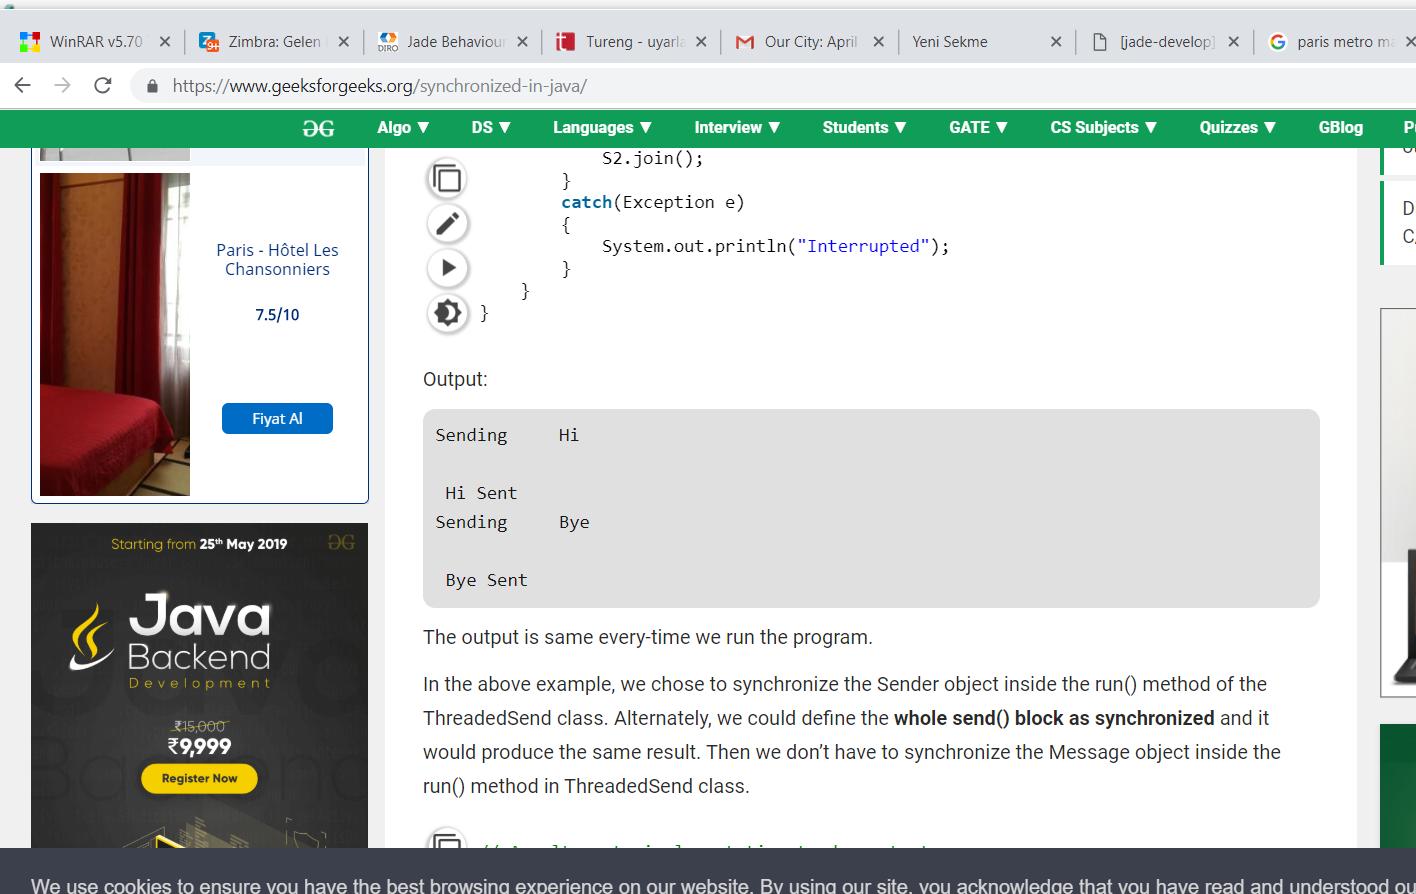 WinRAR v5.70
Zimbra: Gelen
Jade Behaviour
Tureng - uyarla
Our City: April
Yeni Sekme
[jade-develop]
paris metro ma
https://www.geeksforgeeks.org/synchronized-in-java/
Algo ▼ DS ▼ Languages ▼ Interview ▼ Students ▼ GATE ▼ CS Subjects ▼ Quizzes ▼ GBlog
Paris - Hôtel Les
Chansonniers
7.5/10
Fiyat Al
Starting from 25th May 2019
Java
Backend
Development
₹15,000
₹9,999
Register Now
S2.join();
}
catch(Exception e)
{
System.out.println("Interrupted");
}
}
}
Output:
Sending Hi
Hi Sent
Sending Bye
Bye Sent
The output is same every-time we run the program.
In the above example, we chose to synchronize the Sender object inside the run() method of the
ThreadedSend class. Alternately, we could define the whole send() block as synchronized and it
would produce the same result. Then we don’t have to synchronize the Message object inside the
run() method in ThreadedSend class.
D
C
We use cookies to ensure you have the best browsing experience on our website. By using our site, you acknowledge that you have read and understood ou